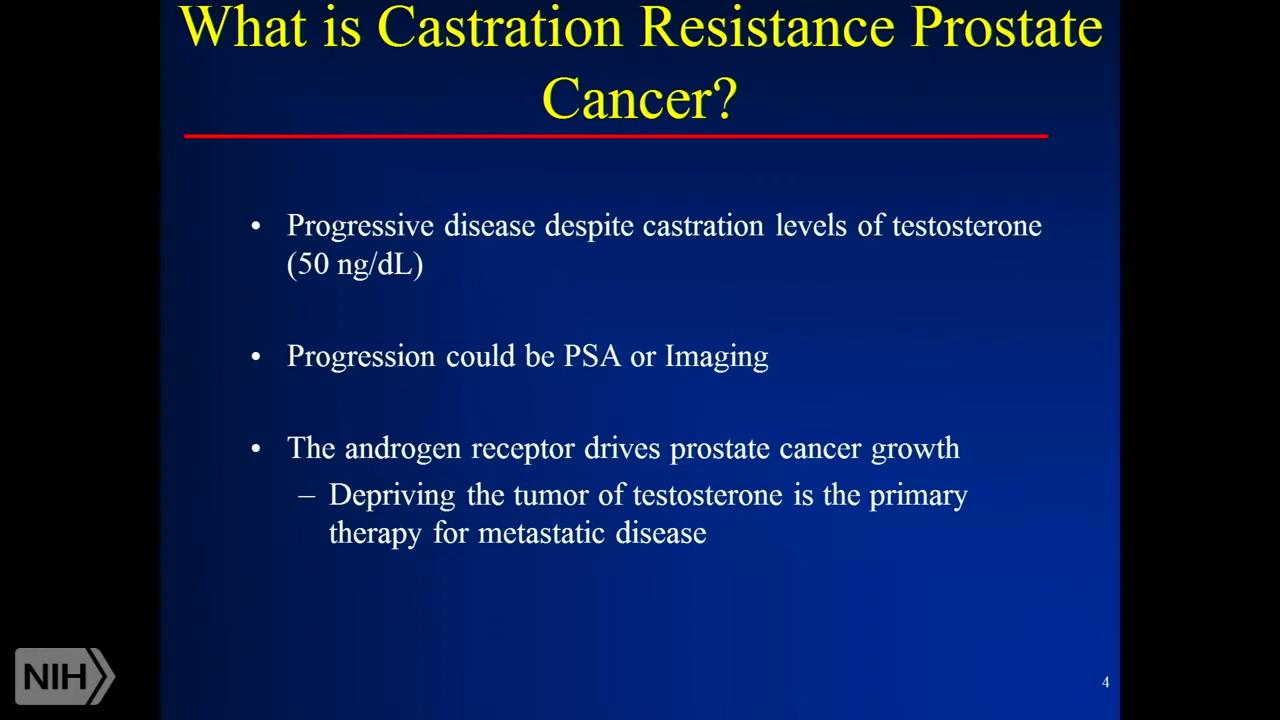 What is Castration Resistance Prostate
Cancer?
• Progressive disease despite castration levels of testosterone
(50 ng/dL)
• Progression could be PSA or Imaging
• The androgen receptor drives prostate cancer growth
– Depriving the tumor of testosterone is the primary
therapy for metastatic disease
NIH
4